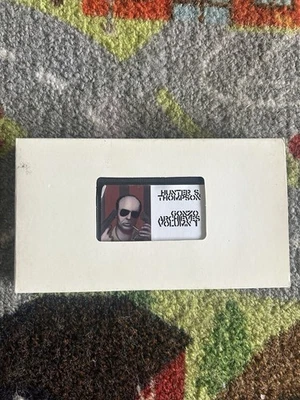 HUNTER S.
THOMPSON
GONZO
ARCHIVES
VOLUME 1